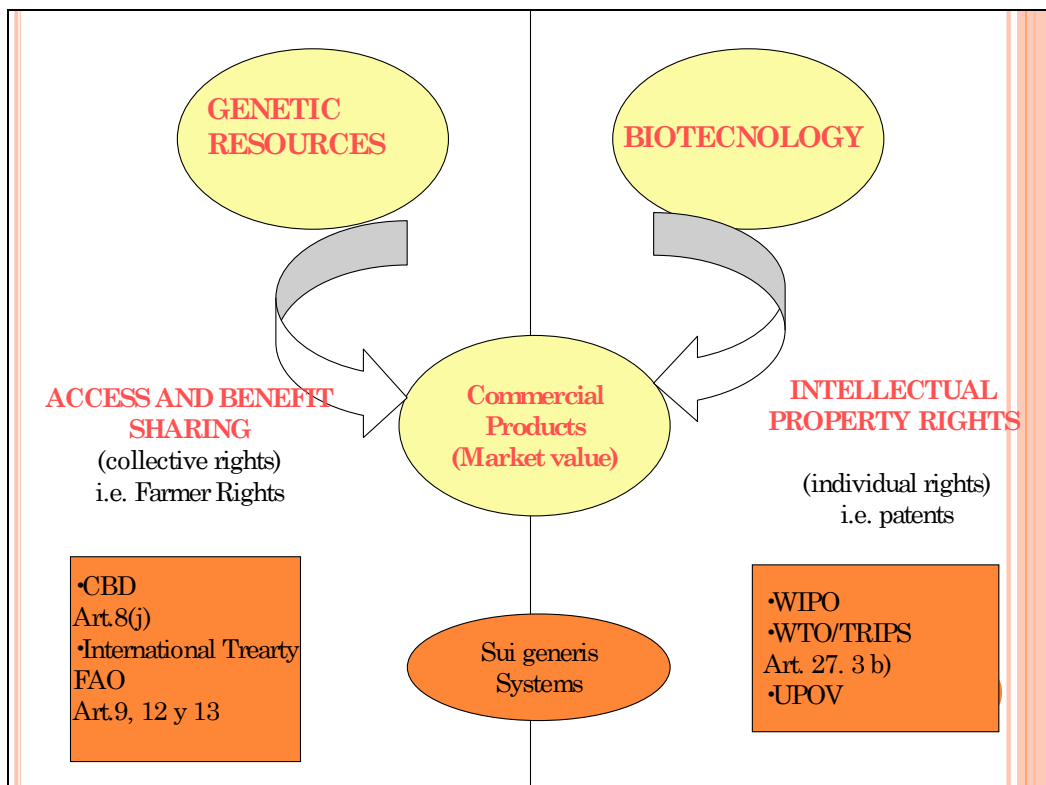 GENETIC
RESOURCES
BIOTECNOLOGY
Commercial
Products
(Market value)
ACCESS AND BENEFIT
SHARING
(collective rights)
i.e. Farmer Rights
INTELLECTUAL
PROPERTY RIGHTS
(individual rights)
i.e. patents
•CBD
Art.8(j)
•International Trearty
FAO
Art.9, 12 y 13
Sui generis
Systems
•WIPO
•WTO/TRIPS
Art. 27. 3 b)
•UPOV